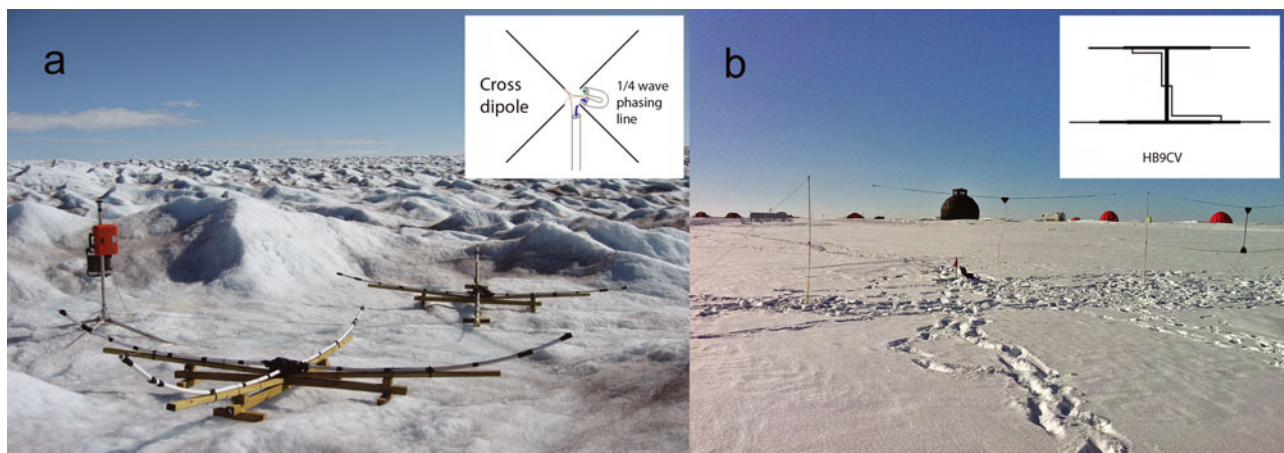 a
Cross
dipole
1/4 wave
phasing
line
b
HB9CV